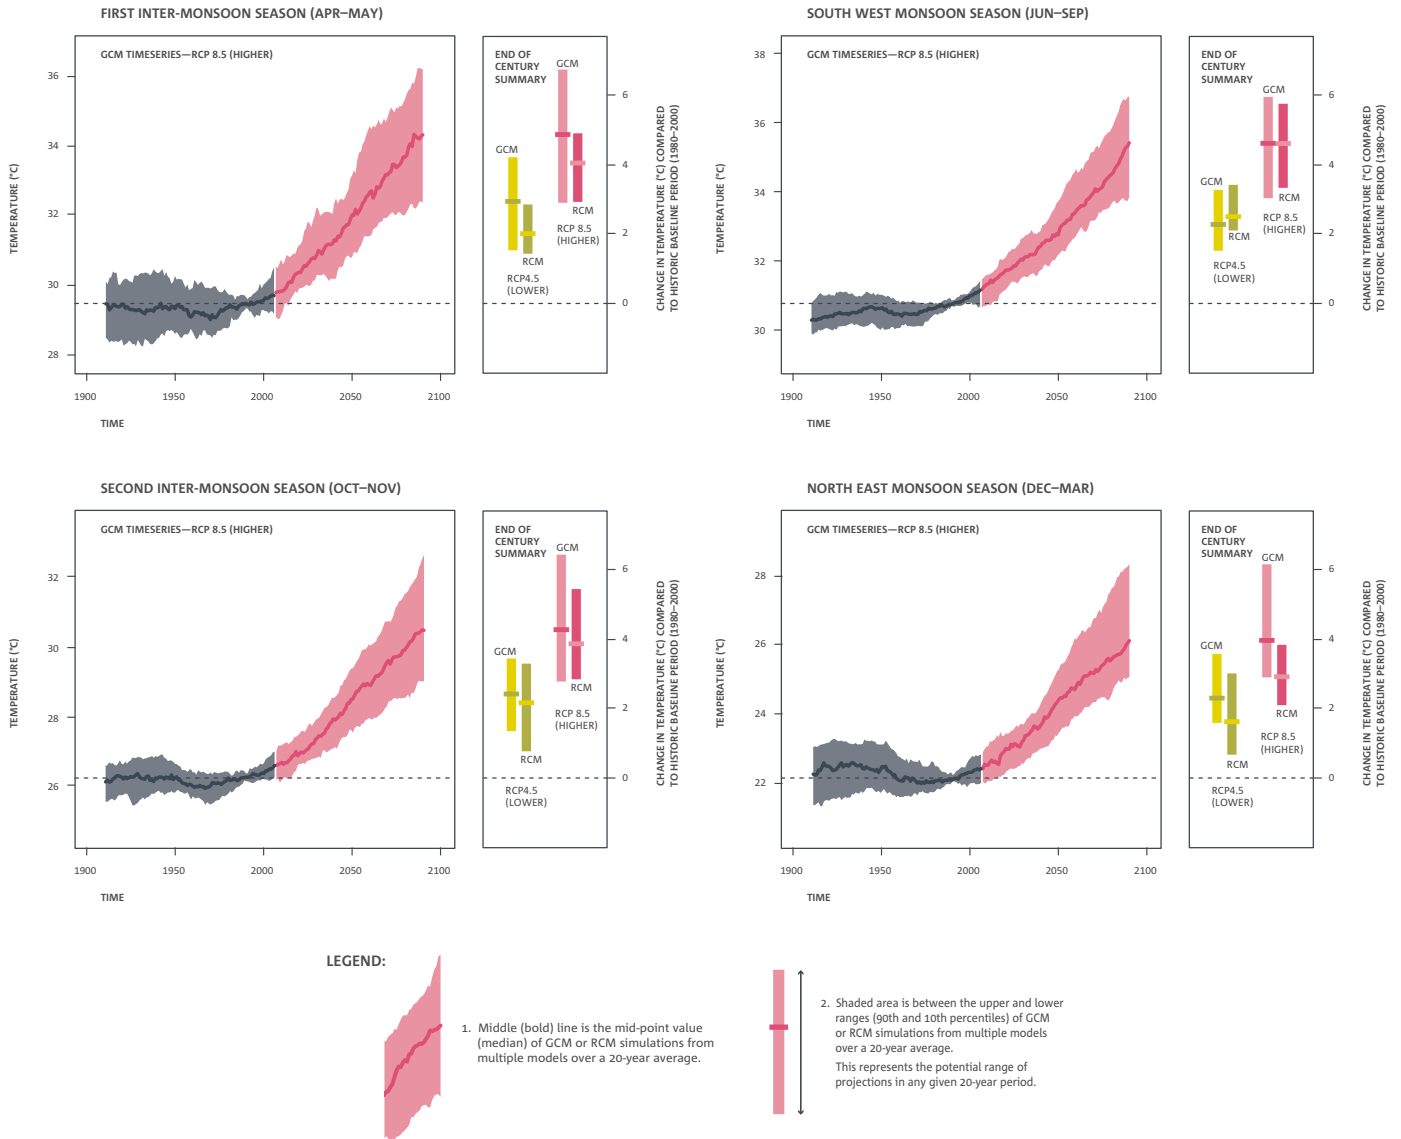 FIRST INTER-MONSOON SEASON (APR–MAY)
GCM TIMESERIES—RCP 8.5 (HIGHER)
36
34
32
30
28
TEMPERATURE (°C)
1900
1950
2000
2050
2100
TIME
END OF
CENTURY
SUMMARY
GCM
GCM
RCM
RCM
RCP 8.5
(HIGHER)
RCP4.5
(LOWER)
6
4
2
0
CHANGE IN TEMPERATURE (°C) COMPARED
TO HISTORIC BASELINE PERIOD (1980–2000)
SOUTH WEST MONSOON SEASON (JUN–SEP)
GCM TIMESERIES—RCP 8.5 (HIGHER)
38
36
34
32
30
TEMPERATURE (°C)
1900
1950
2000
2050
2100
TIME
END OF
CENTURY
SUMMARY
GCM
GCM
RCM
RCM
RCP 8.5
(HIGHER)
RCP4.5
(LOWER)
6
4
2
0
CHANGE IN TEMPERATURE (°C) COMPARED
TO HISTORIC BASELINE PERIOD (1980–2000)
SECOND INTER-MONSOON SEASON (OCT–NOV)
GCM TIMESERIES—RCP 8.5 (HIGHER)
32
30
28
26
TEMPERATURE (°C)
1900
1950
2000
2050
2100
TIME
END OF
CENTURY
SUMMARY
GCM
GCM
RCM
RCP 8.5
(HIGHER)
RCM
RCP4.5
(LOWER)
6
4
2
0
CHANGE IN TEMPERATURE (°C) COMPARED
TO HISTORIC BASELINE PERIOD (1980–2000)
NORTH EAST MONSOON SEASON (DEC–MAR)
GCM TIMESERIES—RCP 8.5 (HIGHER)
28
26
24
22
TEMPERATURE (°C)
1900
1950
2000
2050
2100
TIME
END OF
CENTURY
SUMMARY
GCM
GCM
RCM
RCP 8.5
(HIGHER)
RCM
RCP4.5
(LOWER)
6
4
2
0
CHANGE IN TEMPERATURE (°C) COMPARED
TO HISTORIC BASELINE PERIOD (1980–2000)
LEGEND:
1. Middle (bold) line is the mid-point value
(median) of GCM or RCM simulations from
multiple models over a 20-year average.
2. Shaded area is between the upper and lower
ranges (90th and 10th percentiles) of GCM
or RCM simulations from multiple models
over a 20-year average.
This represents the potential range of
projections in any given 20-year period.